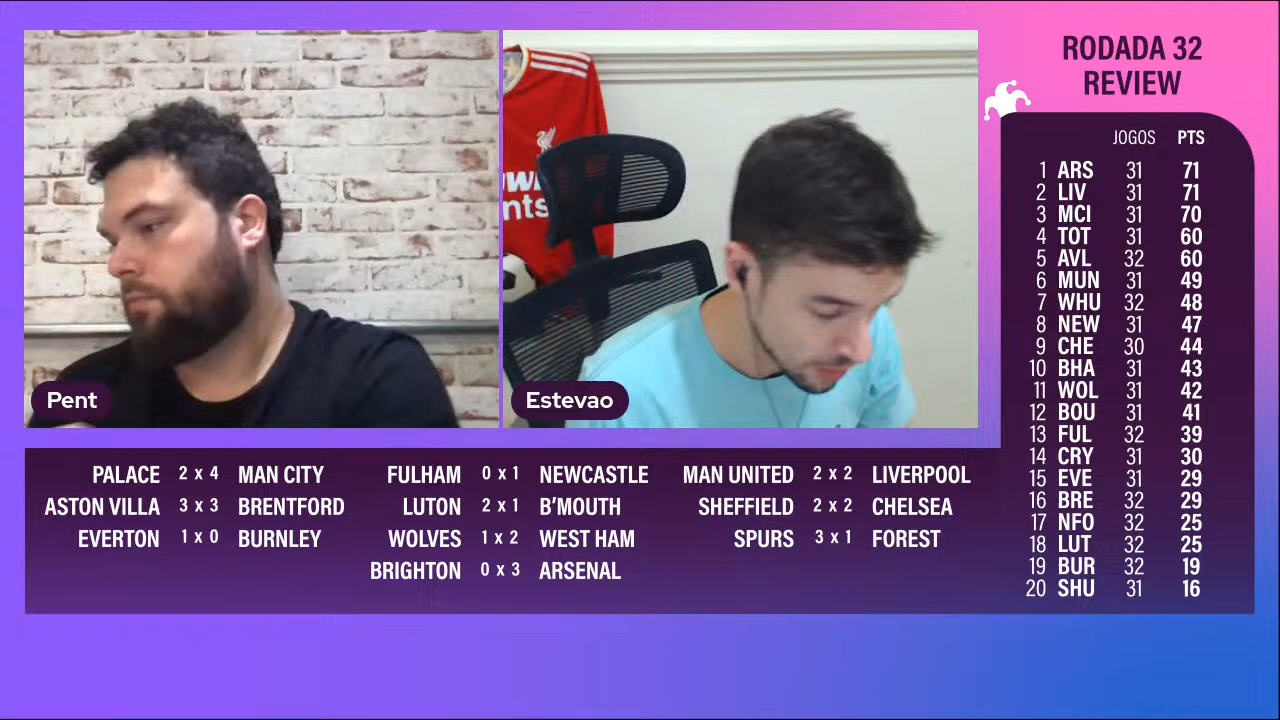 RODADA 32
REVIEW
JOGOS PTS
1 ARS 31 71
2 LIV 31 71
3 MCI 31 70
4 TOT 31 60
5 AVL 32 60
6 MUN 31 49
7 WHU 32 48
8 NEW 31 47
9 CHE 30 44
10 BHA 31 43
11 WOL 31 42
12 BOU 31 41
13 FUL 32 39
14 CRY 31 30
15 EVE 31 29
16 BRE 32 29
17 NFO 32 25
18 LUT 32 25
19 BUR 32 19
20 SHU 31 16
nts
Pent
Estevao
PALACE 2 x 4 MAN CITY
ASTON VILLA 3 x 3 BRENTFORD
EVERTON 1 x 0 BURNLEY
FULHAM 0 x 1 NEWCASTLE
LUTON 2 x 1 B'MOUTH
WOLVES 1 x 2 WEST HAM
BRIGHTON 0 x 3 ARSENAL
MAN UNITED 2 x 2 LIVERPOOL
SHEFFIELD 2 x 2 CHELSEA
SPURS 3 x 1 FOREST